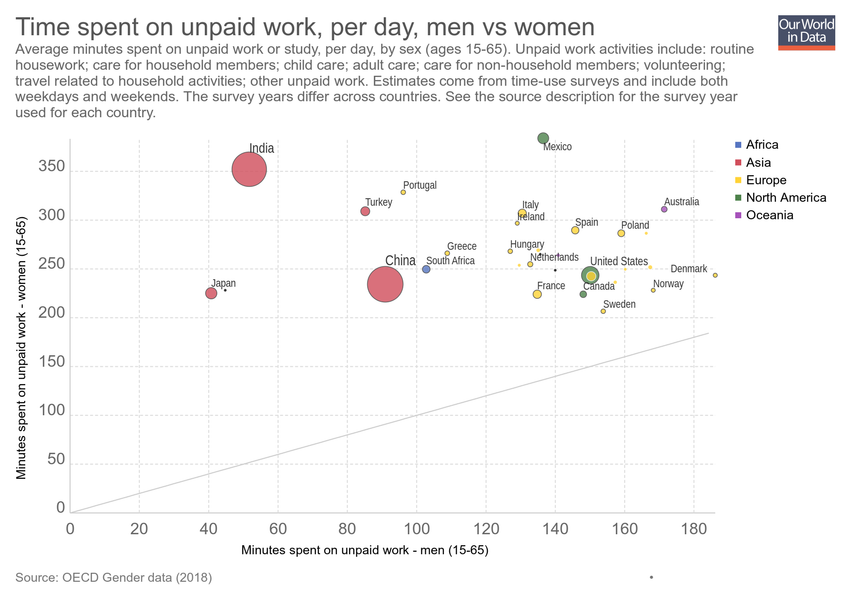 Time spent on unpaid work, per day, men vs women
Our World
in Data
Average minutes spent on unpaid work or study, per day, by sex (ages 15-65). Unpaid work activities include: routine
housework; care for household members; child care; adult care; care for non-household members; volunteering;
travel related to household activities; other unpaid work. Estimates come from time-use surveys and include both
weekdays and weekends. The survey years differ across countries. See the source description for the survey year
used for each country.
Minutes spent on unpaid work - women (15-65)
350
300
250
200
150
100
50
0
India
Mexico
Portugal
Turkey
Italy
Ireland
Australia
Spain
Poland
Greece
Hungary
China
South Africa
Netherlands
United States
Denmark
Japan
France
Canada
Norway
Sweden
Africa
Asia
Europe
North America
Oceania
0
20
40
60
80
100
120
140
160
180
Minutes spent on unpaid work - men (15-65)
Source: OECD Gender data (2018)